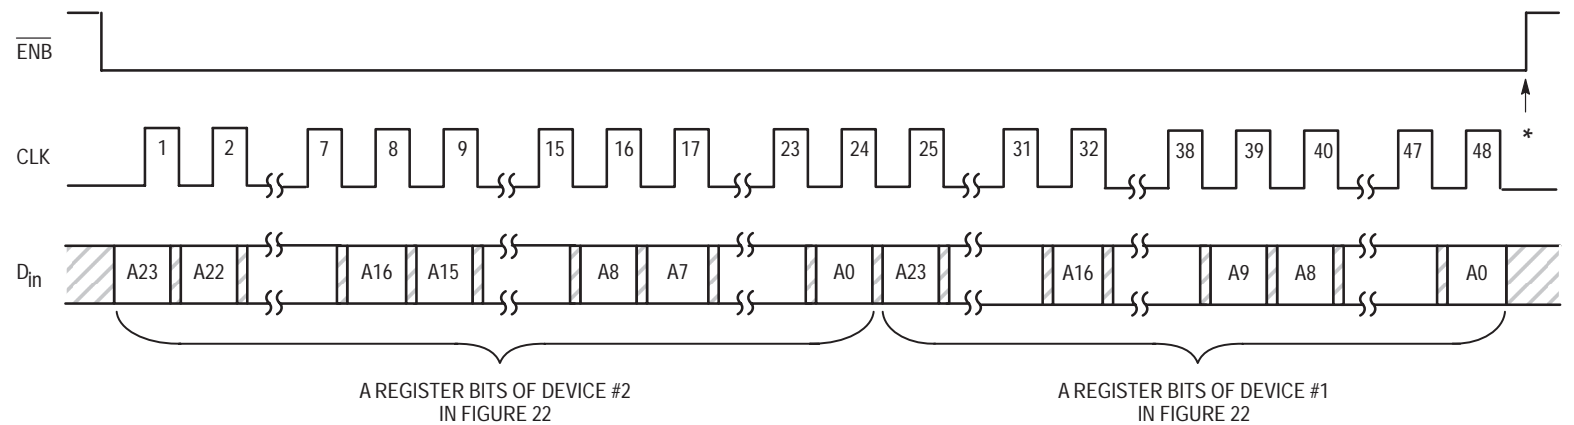 ENB
*
CLK 1 2 7 8 9 15 16 17 23 24 25 31 32 38 39 40 47 48
Din A23 A22 A16 A15 A8 A7 A0 A23 A16 A9 A8 A0
A REGISTER BITS OF DEVICE #2
IN FIGURE 22
A REGISTER BITS OF DEVICE #1
IN FIGURE 22